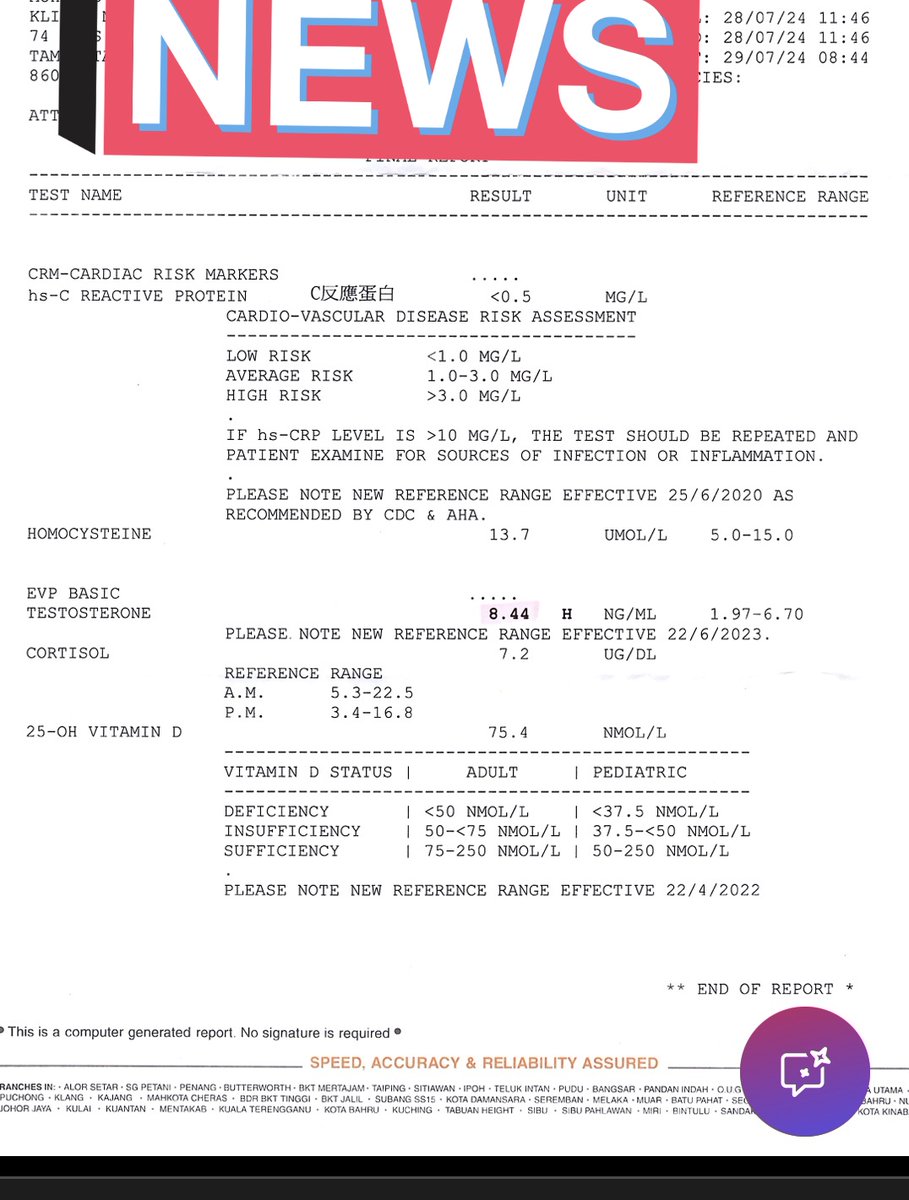 NEWS
KLI
: 28/07/24 11:46
74
: 28/07/24 11:46
TAM
: 29/07/24 08:44
860
CIES:
ATT
FINAL REPORT
TEST NAME RESULT UNIT REFERENCE RANGE
CRM-CARDIAC RISK MARKERS .....
hs-C REACTIVE PROTEIN C反應蛋白 <0.5 MG/L
CARDIO-VASCULAR DISEASE RISK ASSESSMENT
LOW RISK <1.0 MG/L
AVERAGE RISK 1.0-3.0 MG/L
HIGH RISK >3.0 MG/L
.
IF hs-CRP LEVEL IS >10 MG/L, THE TEST SHOULD BE REPEATED AND
PATIENT EXAMINE FOR SOURCES OF INFECTION OR INFLAMMATION.
.
PLEASE NOTE NEW REFERENCE RANGE EFFECTIVE 25/6/2020 AS
RECOMMENDED BY CDC & AHA.
HOMOCYSTEINE 13.7 UMOL/L 5.0-15.0
EVP BASIC .....
TESTOSTERONE 8.44 H NG/ML 1.97-6.70
PLEASE NOTE NEW REFERENCE RANGE EFFECTIVE 22/6/2023.
CORTISOL 7.2 UG/DL
REFERENCE RANGE
A.M. 5.3-22.5
P.M. 3.4-16.8
25-OH VITAMIN D 75.4 NMOL/L
VITAMIN D STATUS | ADULT | PEDIATRIC
DEFICIENCY | <50 NMOL/L | <37.5 NMOL/L
INSUFFICIENCY | 50-<75 NMOL/L | 37.5-<50 NMOL/L
SUFFICIENCY | 75-250 NMOL/L | 50-250 NMOL/L
.
PLEASE NOTE NEW REFERENCE RANGE EFFECTIVE 22/4/2022
** END OF REPORT *
This is a computer generated report. No signature is required
SPEED, ACCURACY & RELIABILITY ASSURED
RANCHES IN: • ALOR SETAR • SG PETANI • PENANG • BUTTERWORTH • BKT MERTAJAM • TAIPING • SITIAWAN • IPOH • TELUK INTAN • PUDU • BANGSAR • PANDAN INDAH • O.U.G A UTAMA •
PUCHONG • KLANG • KAJANG • MAHKOTA CHERAS • BDR BKT TINGGI • BKT JALIL • SUBANG SS15 • KOTA DAMANSARA • SEREMBAN • MELAKA • MUAR • BATU PAHAT • BAHRU •
JOHOR JAYA • KULAI • KUANTAN • MENTAKAB • KUALA TERENGGANU • KOTA BAHRU • KUCHING • TABUAN HEIGHT • SIBU • SIBU PAHLAWAN • MIRI • BINTULU • SANDA KOTA KINAB